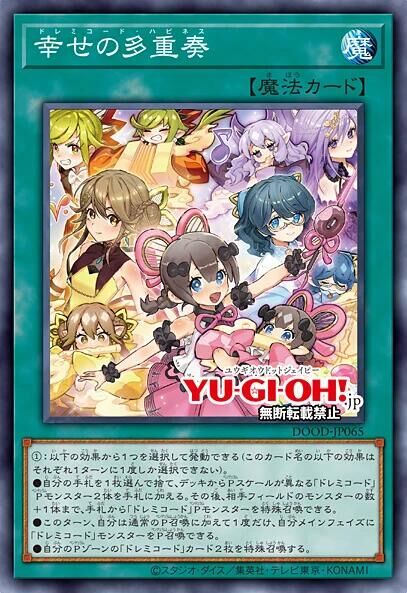 ドレミコード・ハピネス
幸せの多重奏
魔
【魔法カード】
ユウギオウドットジェイピー
YU-GI-OH!.jp
無断転載禁止
DOOD-JP065
①:以下の効果から1つを選択して発動できる(このカード名の以下の効果は
それぞれ1ターンに1度しか選択できない)。
●自分の手札を1枚選んで捨て、デッキからPスケールが異なる「ドレミコード」
Pモンスター2体を手札に加える。その後、相手フィールドのモンスターの数
+1体まで、手札から「ドレミコード」Pモンスターを特殊召喚できる。
●このターン、自分は通常のP召喚に加えて1度だけ、自分メインフェイズに
「ドレミコード」モンスターをP召喚できる。
●自分のPゾーンの「ドレミコード」カード2枚を特殊召喚する。
©スタジオ・ダイス/集英社・テレビ東京・KONAMI